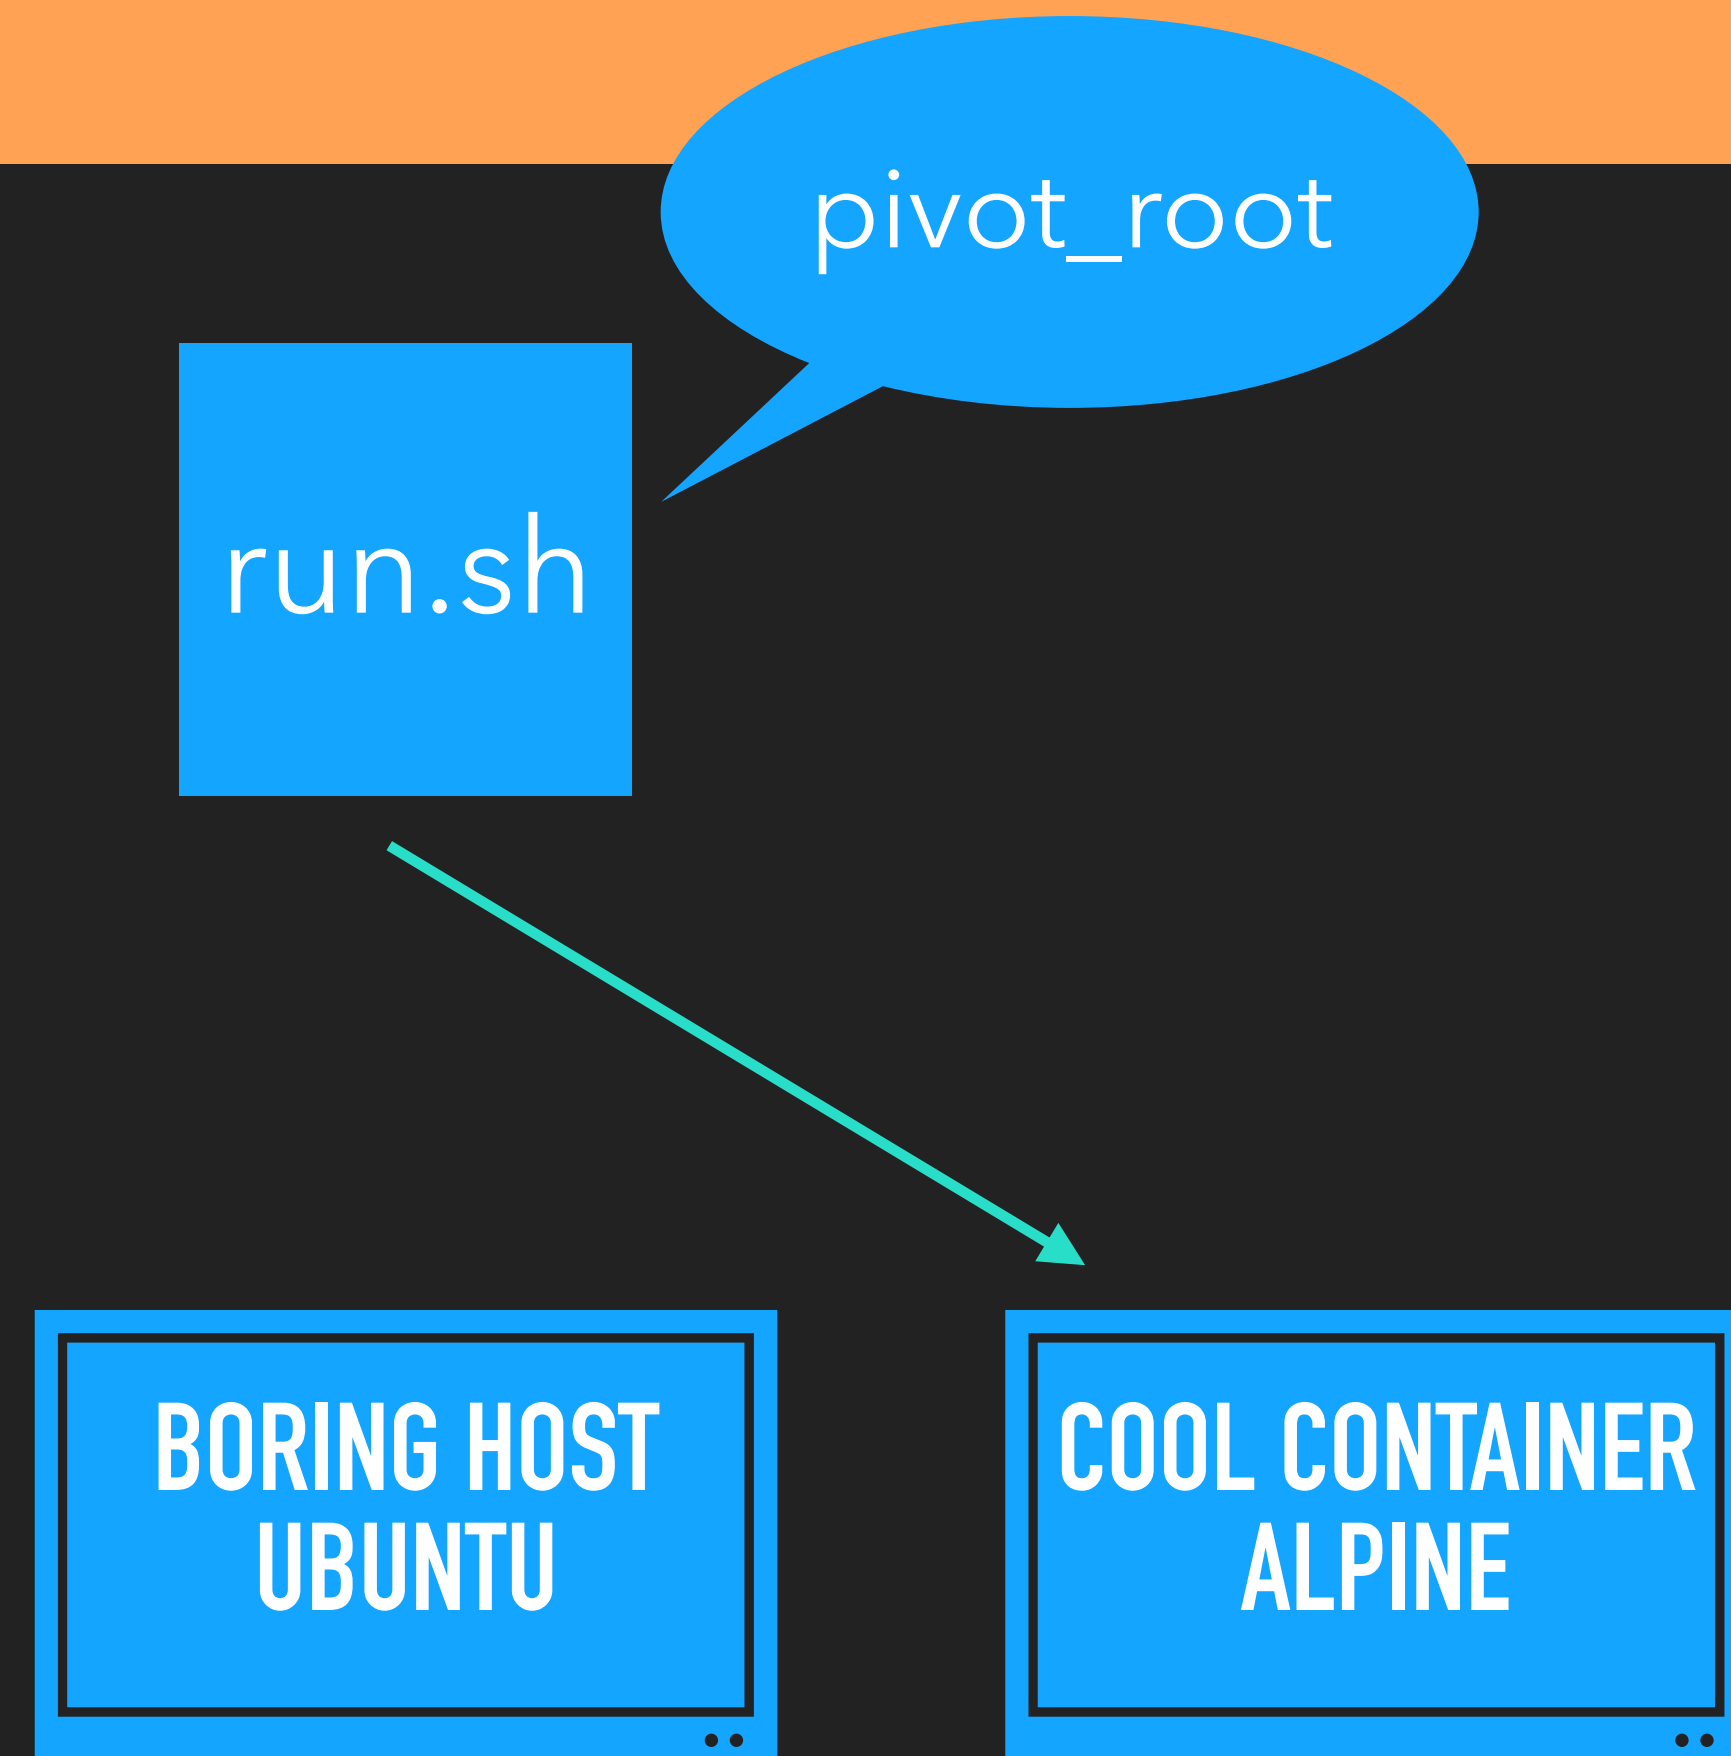 pivot_root
run.sh
BORING HOST
UBUNTU
COOL CONTAINER
ALPINE